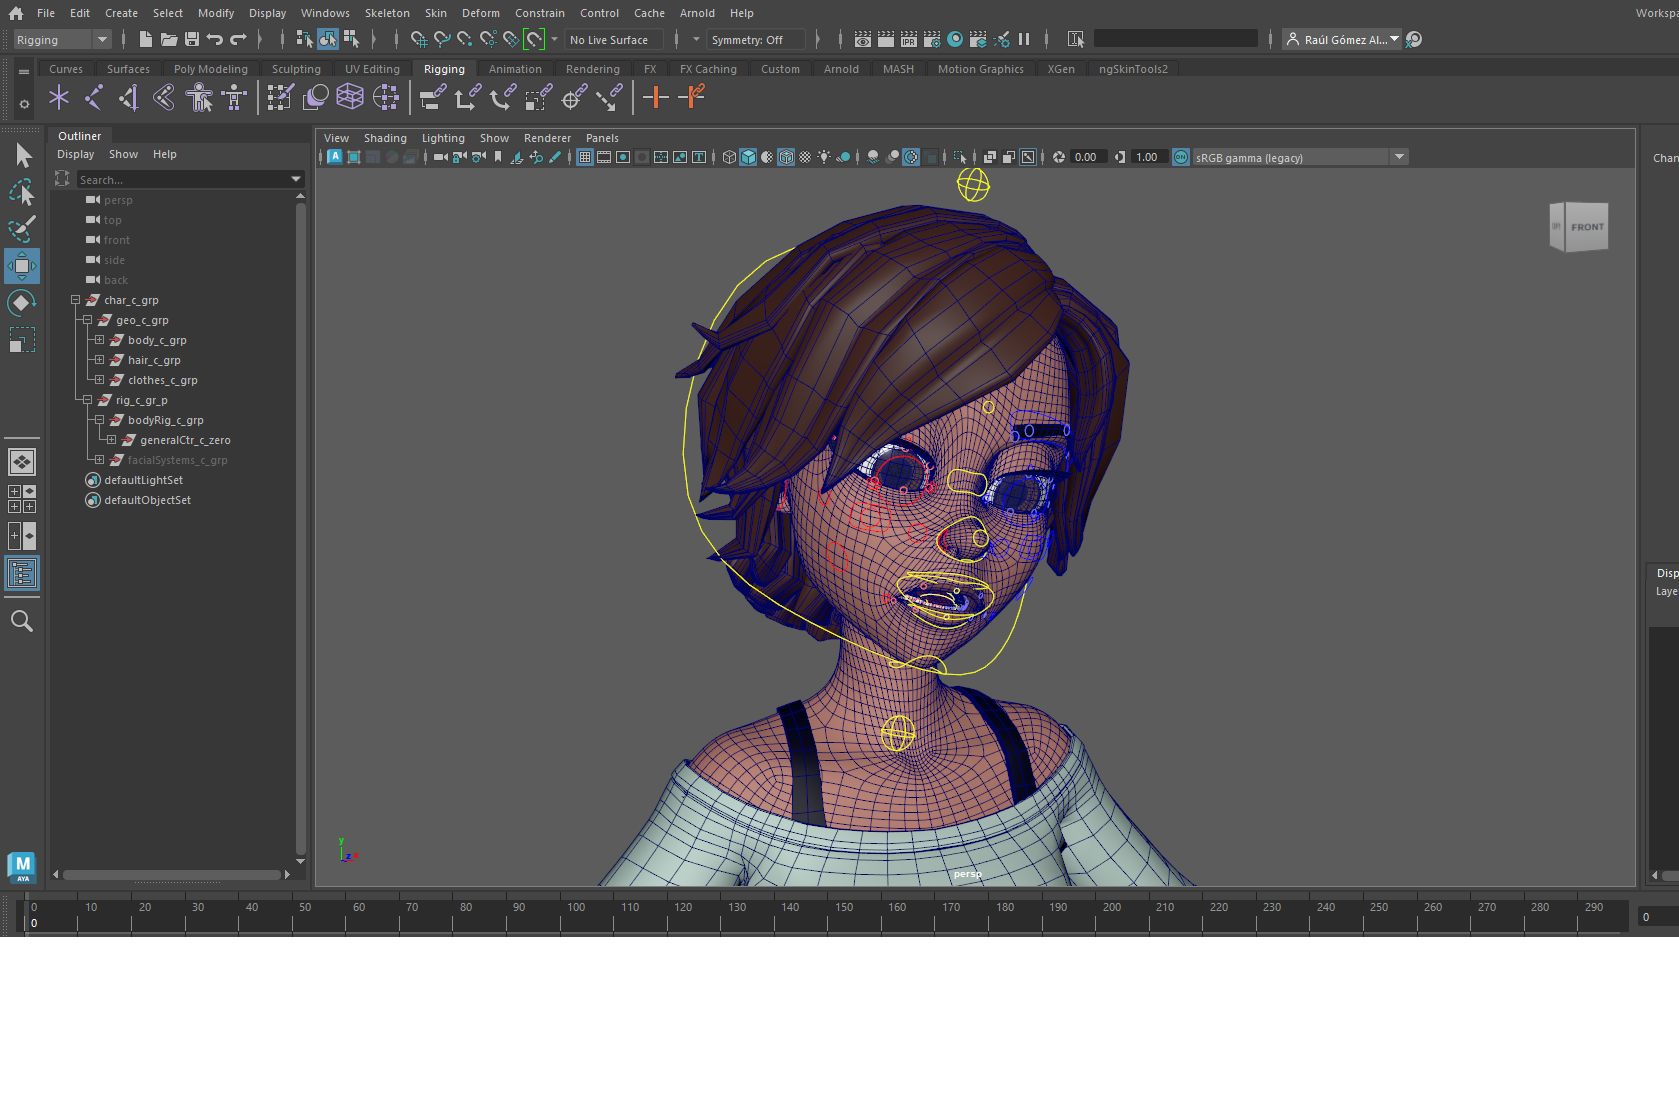 File Edit Create Select Modify Display Windows Skeleton Skin Deform Constrain Control Cache Arnold Help Workspa
Rigging No Live Surface Symmetry: Off IPR Raúl Gómez Al...
Curves Surfaces Poly Modeling Sculpting UV Editing Rigging Animation Rendering FX FX Caching Custom Arnold MASH Motion Graphics XGen ngSkinTools2
Outliner
Display Show Help
Search...
persp
top
front
side
back
char_c_grp
geo_c_grp
body_c_grp
hair_c_grp
clothes_c_grp
rig_c_gr_p
bodyRig_c_grp
generalCtr_c_zero
facialSystems_c_grp
defaultLightSet
defaultObjectSet
View Shading Lighting Show Renderer Panels
0.00 1.00 ON sRGB gamma (legacy)
FRONT
y
z
persp
Chan
Disp
Laye
M
AYA
0 10 20 30 40 50 60 70 80 90 100 110 120 130 140 150 160 170 180 190 200 210 220 230 240 250 260 270 280 290
0 0